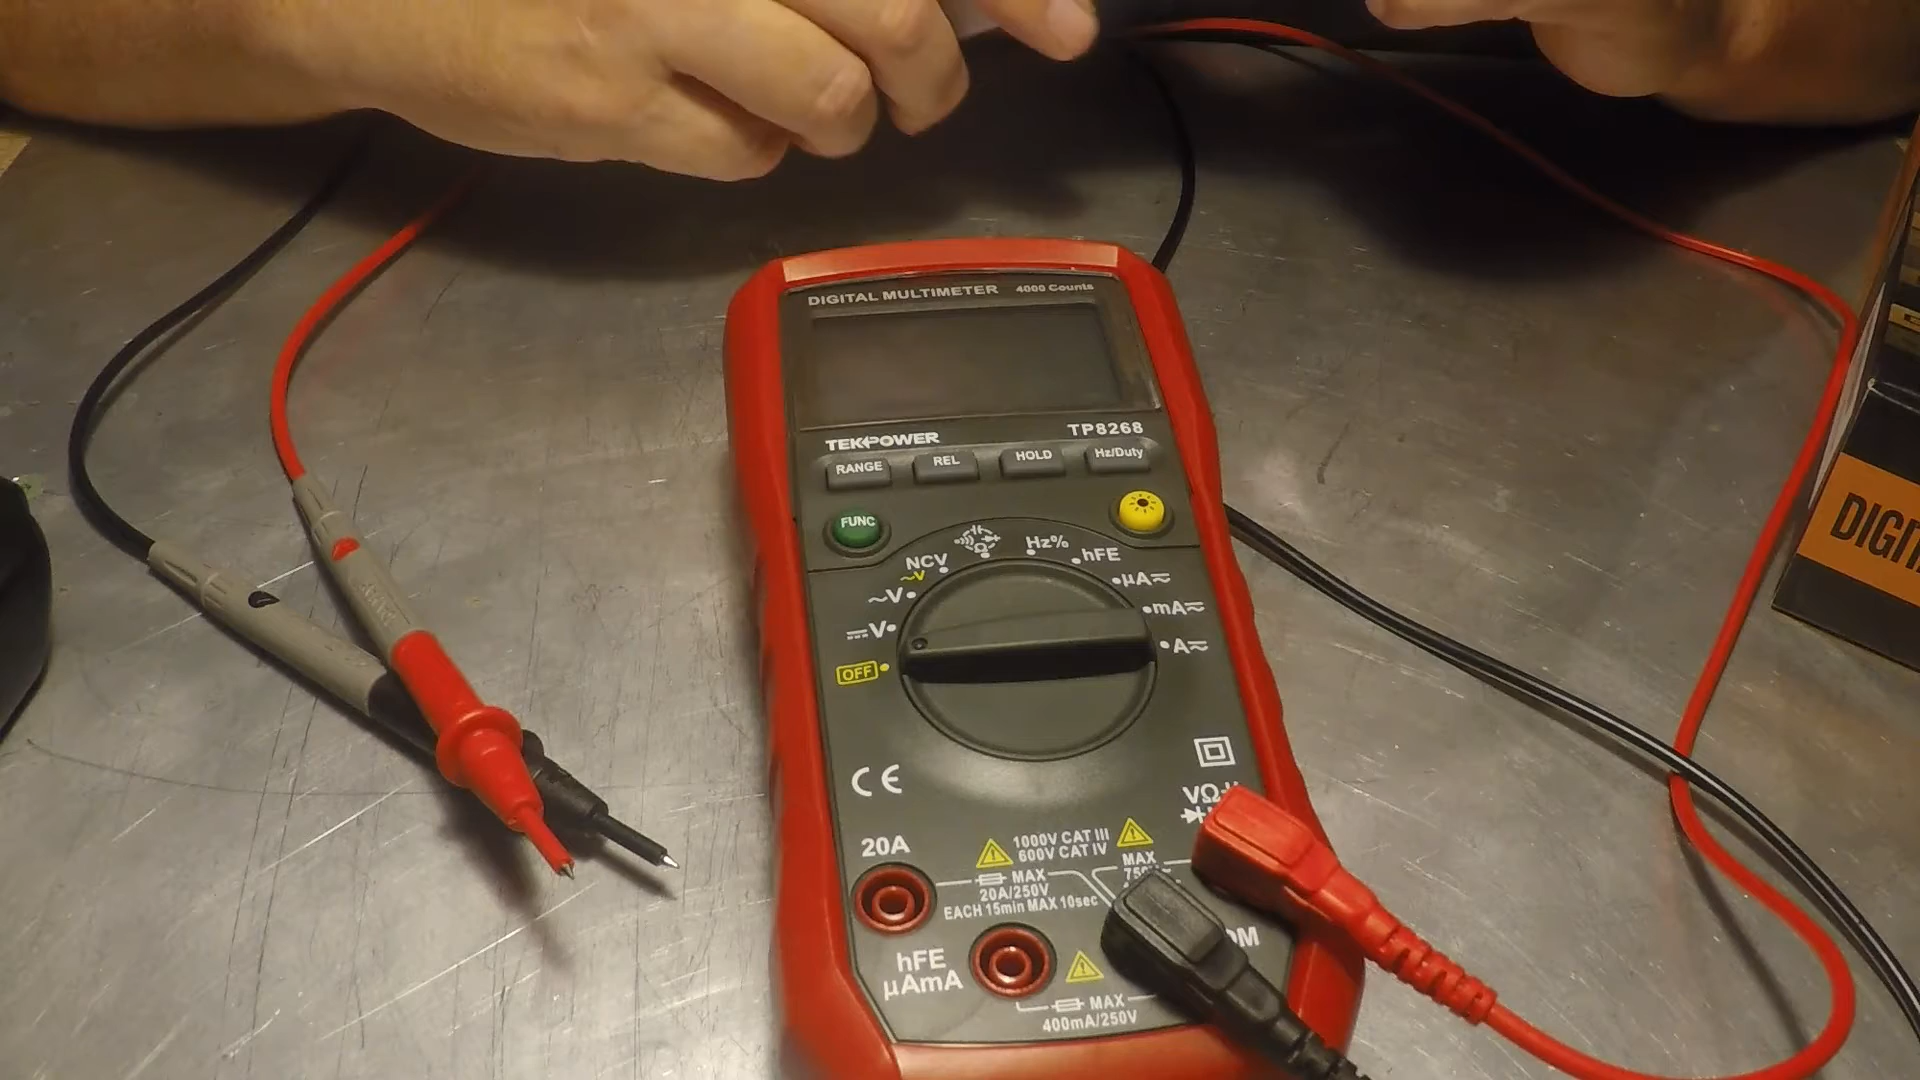 DIGITAL MULTIMETER 4000 Counts
TEKPOWER TP8268
RANGE REL HOLD Hz/Duty
FUNC
NCV Hz% hFE
~V µA≂
~V mA≂
⎓V A≂
OFF
DIGI
CE
VΩ
20A
1000V CAT III
600V CAT IV
MAX
MAX
20A/250V
EACH 15min MAX 10sec
hFE
µAmA
MAX
400mA/250V